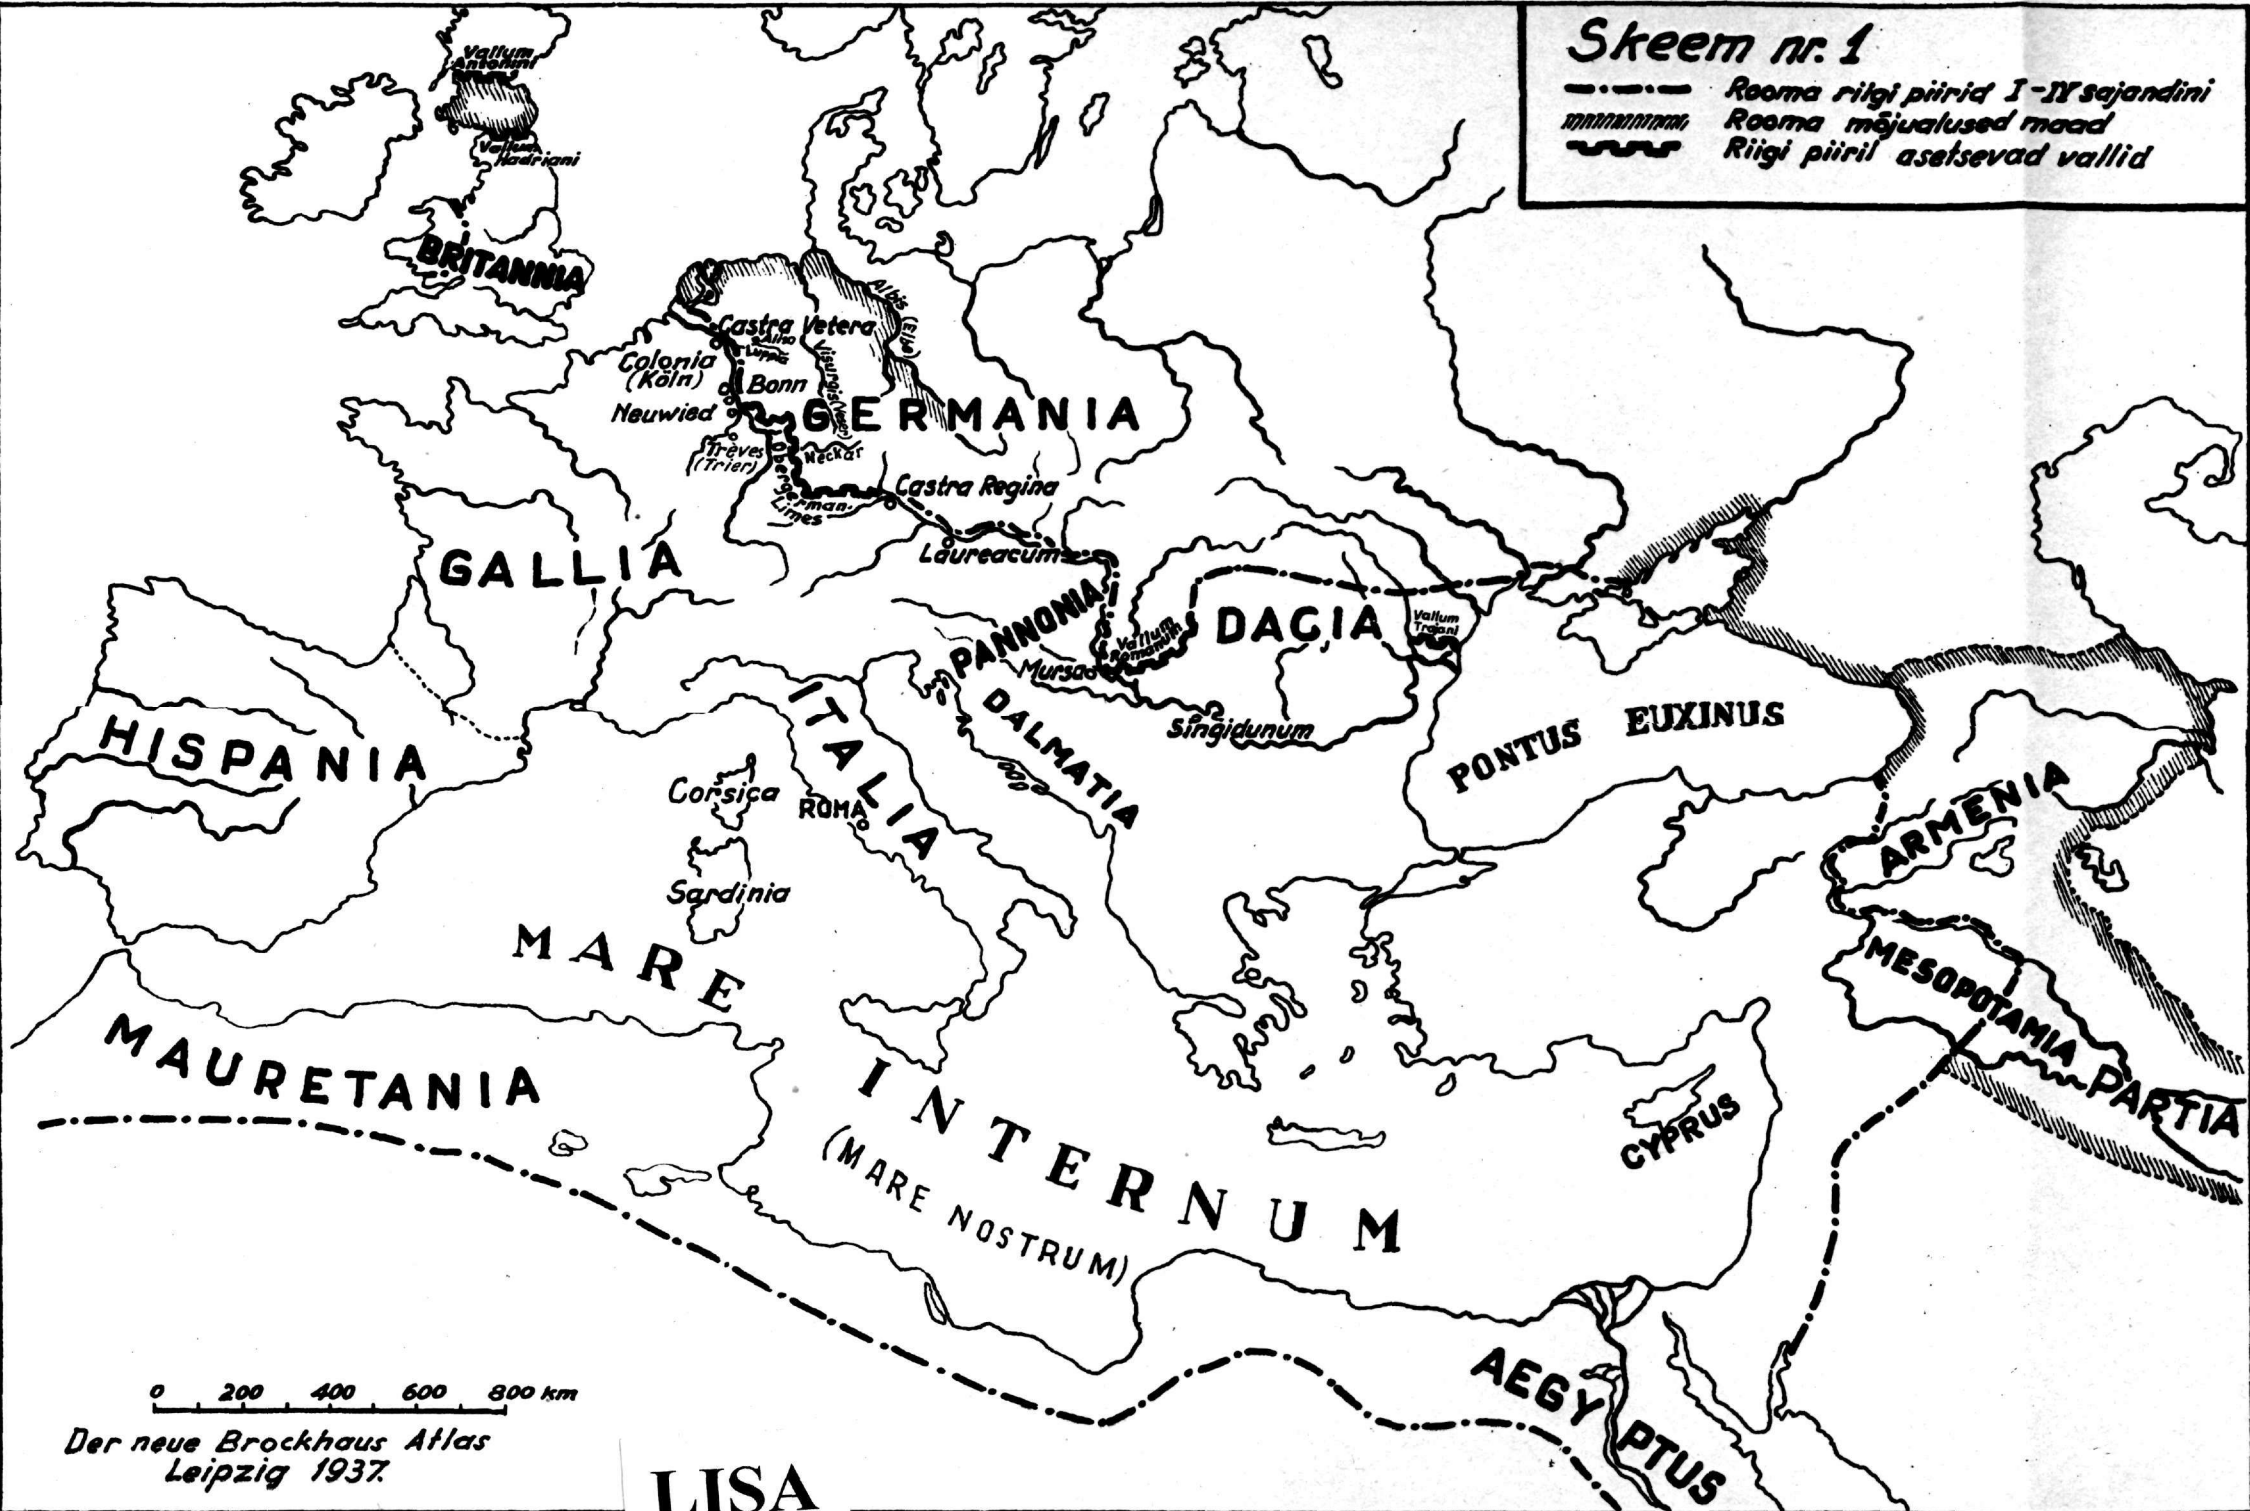 Skeem nr. 1
Rooma riigi piirid I-IV sajandini
Rooma mõjualused maad
Riigi piiril asetsevad vallid
Vallum
Antonini
Vallum
Hadriani
BRITANNIA
Albis (Elbe)
Castra Vetera
Aliso
Luppia
Visurgis (Weser)
Colonia
(Köln)
Bonn
Neuwied
GERMANIA
Trèves
(Trier)
Neckar
Obergerman.
Limes
Castra Regina
Laureacum
GALLIA
PANNONIA
Vallum
Romanum
DACIA
Vallum
Trajani
Mursa
Singidunum
DALMATIA
ITALIA
HISPANIA
Corsica
ROMA
Sardinia
PONTUS EUXINUS
ARMENIA
MESOPOTAMIA
PARTIA
CYPRUS
MARE INTERNUM
(MARE NOSTRUM)
MAURETANIA
AEGYPTUS
0 200 400 600 800 km
Der neue Brockhaus Atlas
Leipzig 1937.
LISA